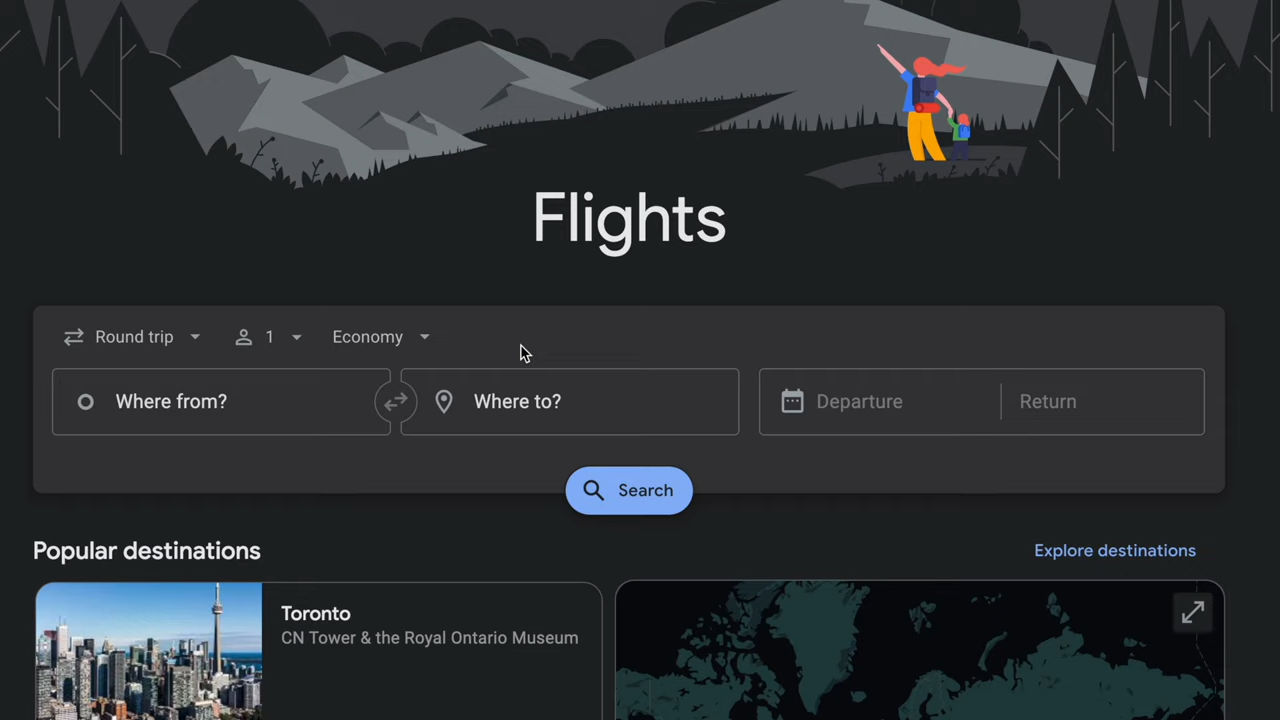 Flights
Round trip 1 Economy
Where from? Where to? Departure Return
Search
Popular destinations Explore destinations
Toronto
CN Tower & the Royal Ontario Museum